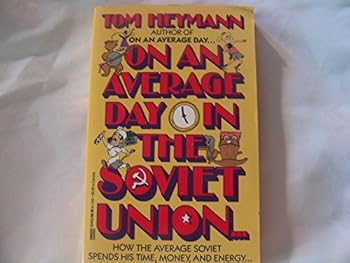 TOM HEYMANN
AUTHOR OF
ON AN AVERAGE DAY...
ON AN
AVERAGE
DAY IN
THE
SOVIET
UNION...
HOW THE AVERAGE SOVIET
SPENDS HIS TIME, MONEY, AND ENERGY...